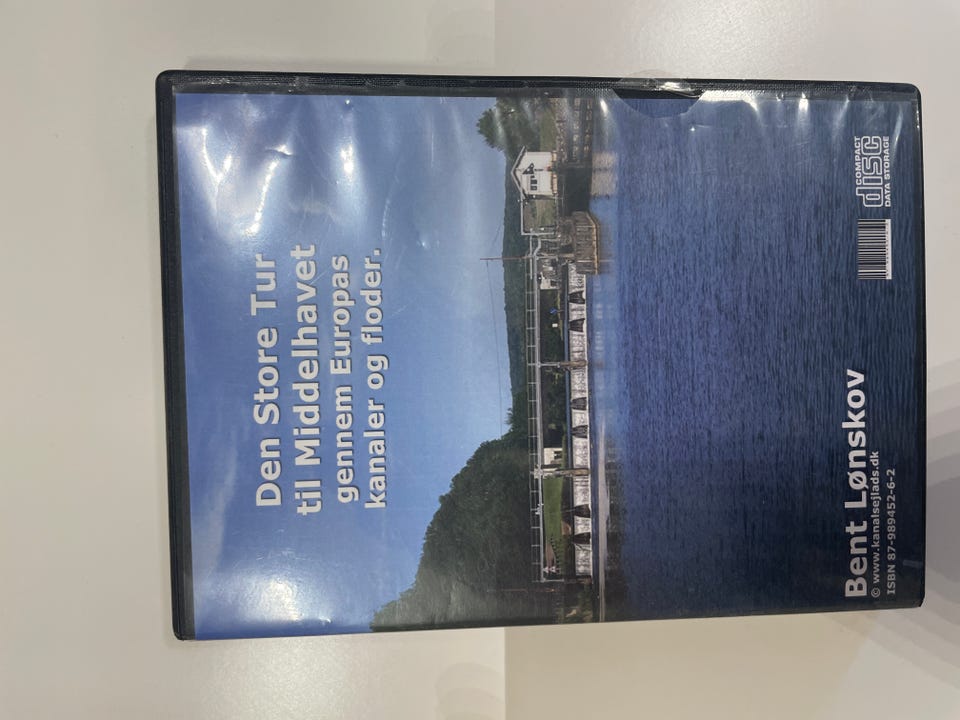 Den Store Tur
til Middelhavet
gennem Europas
kanaler og floder.
COMPACT
disc
DATA STORAGE
Bent Lønskov
© www.kanalsejlads.dk
ISBN 87-989452-6-2